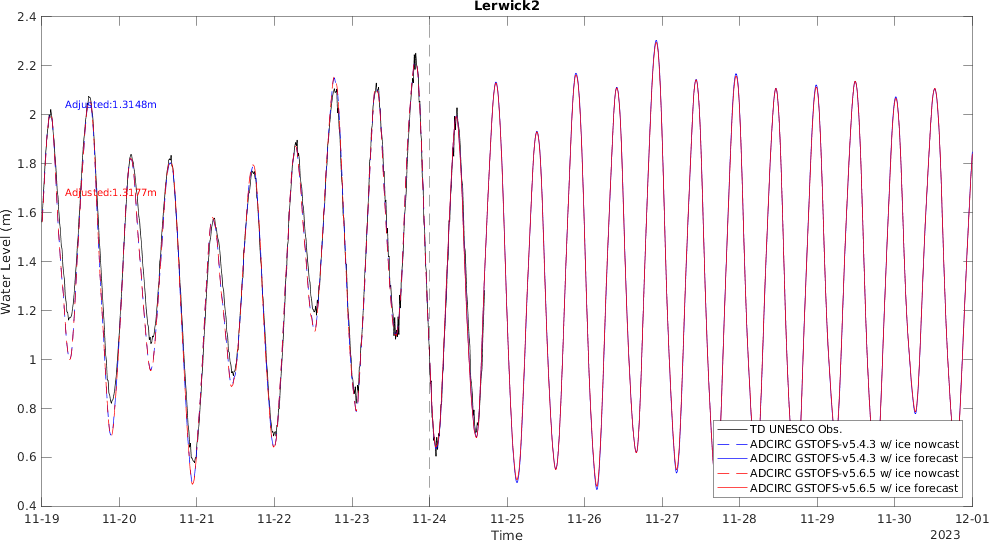 Lerwick2
2.4
2.2
2
1.8
1.6
1.4
1.2
1
0.8
0.6
0.4
Water Level (m)
Adjusted:1.3148m
Adjusted:1.3177m
TD UNESCO Obs.
ADCIRC GSTOFS-v5.4.3 w/ ice nowcast
ADCIRC GSTOFS-v5.4.3 w/ ice forecast
ADCIRC GSTOFS-v5.6.5 w/ ice nowcast
ADCIRC GSTOFS-v5.6.5 w/ ice forecast
11-19 11-20 11-21 11-22 11-23 11-24 11-25 11-26 11-27 11-28 11-29 11-30 12-01
Time
2023